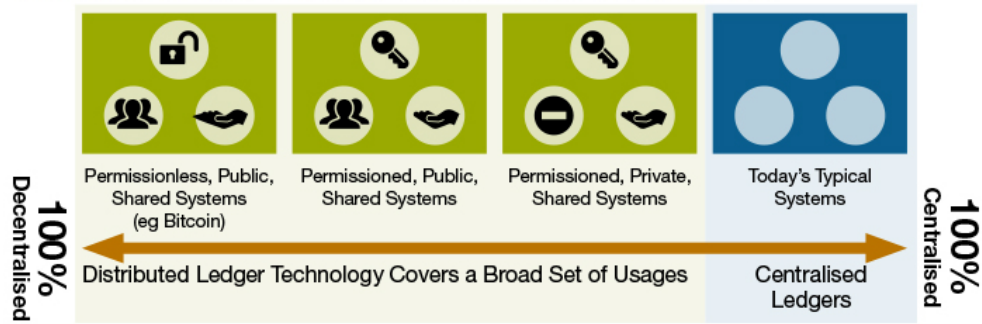 Permissionless, Public,
Shared Systems
(eg Bitcoin)
Permissioned, Public,
Shared Systems
Permissioned, Private,
Shared Systems
Today's Typical
Systems
100%
Decentralised
100%
Centralised
Distributed Ledger Technology Covers a Broad Set of Usages
Centralised
Ledgers